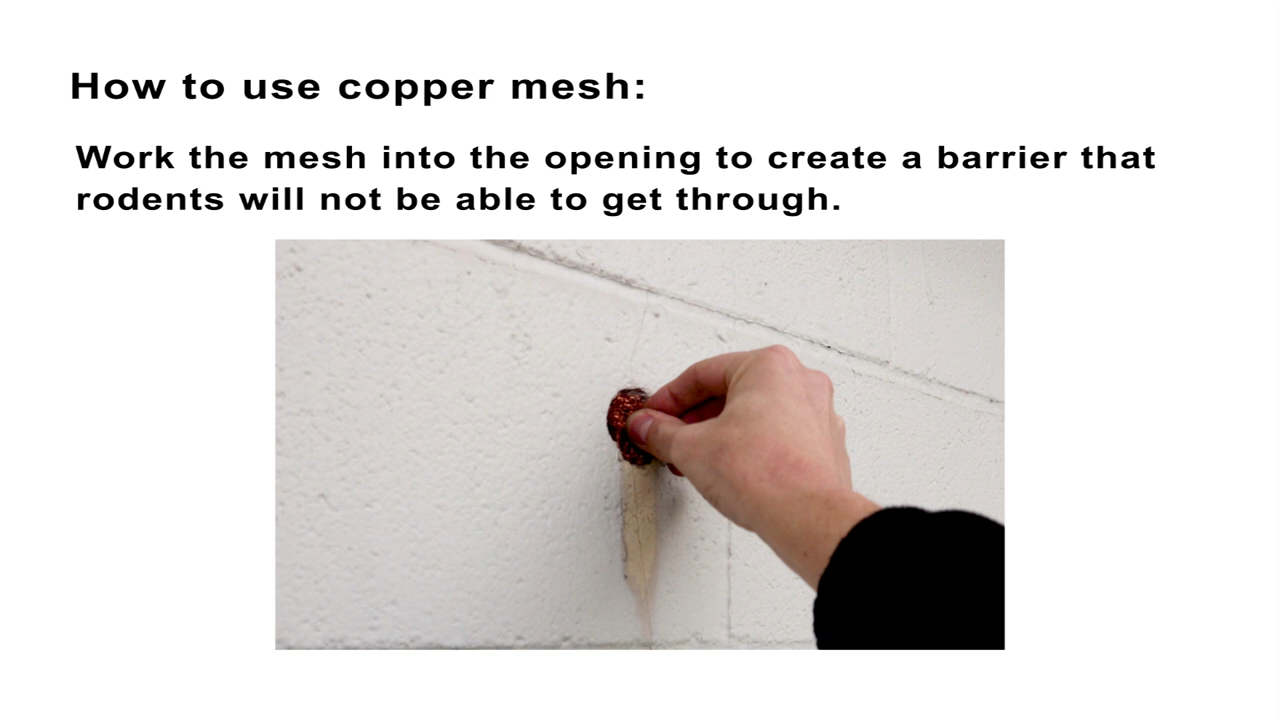 How to use copper mesh:
Work the mesh into the opening to create a barrier that
rodents will not be able to get through.